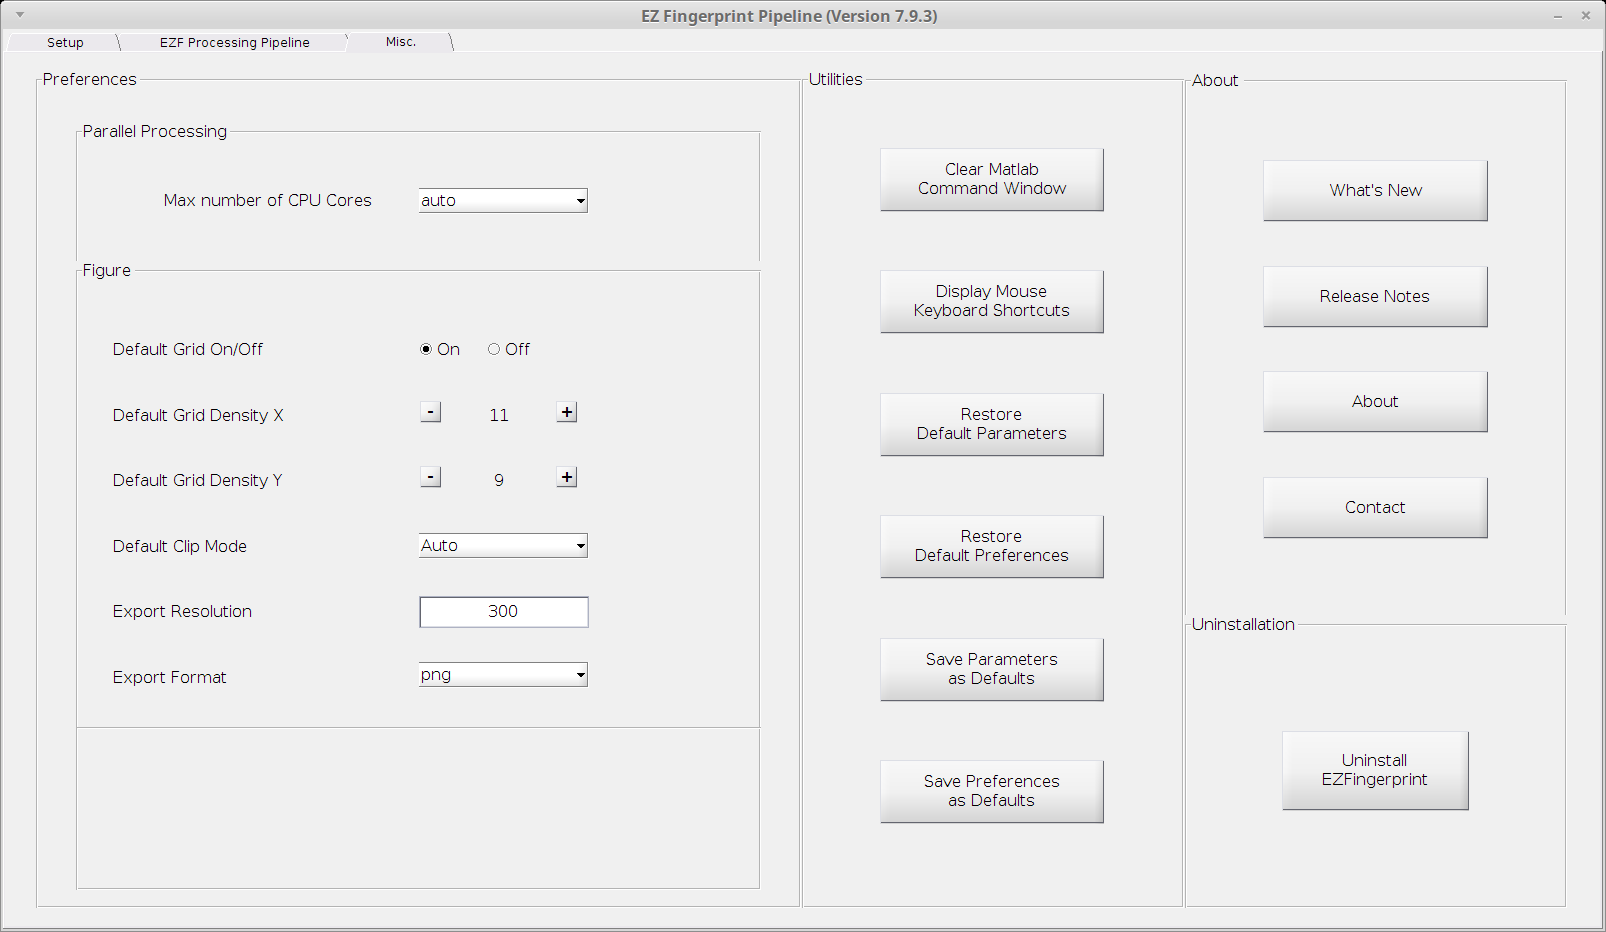 EZ Fingerprint Pipeline (Version 7.9.3)
Setup
EZF Processing Pipeline
Misc.
Preferences
Parallel Processing
Max number of CPU Cores
auto
Figure
Default Grid On/Off
On
Off
Default Grid Density X
-
11
+
Default Grid Density Y
-
9
+
Default Clip Mode
Auto
Export Resolution
300
Export Format
png
Utilities
Clear Matlab
Command Window
Display Mouse
Keyboard Shortcuts
Restore
Default Parameters
Restore
Default Preferences
Save Parameters
as Defaults
Save Preferences
as Defaults
About
What's New
Release Notes
About
Contact
Uninstallation
Uninstall
EZFingerprint